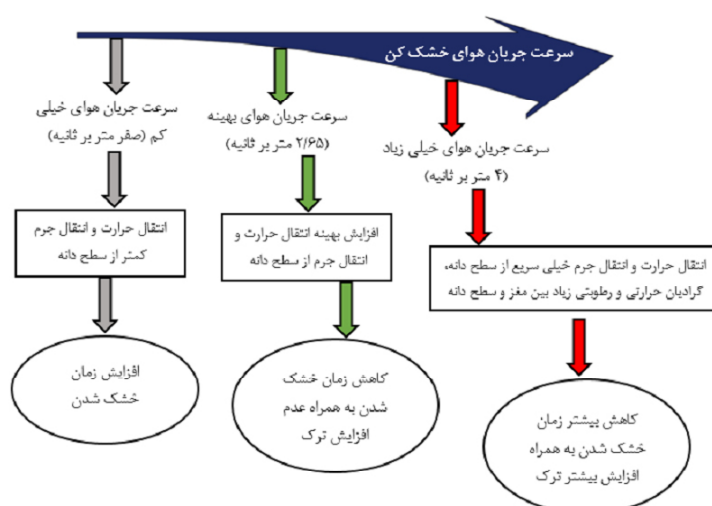 سرعت جریان هوای خشک کن
سرعت جریان هوای خیلی
کم (صفر متر بر ثانیه)
سرعت جریان هوای بهینه
(۲/۶۵ متر بر ثانیه)
سرعت جریان هوای خیلی زیاد
(۴ متر بر ثانیه)
انتقال حرارت و انتقال جرم
کمتر از سطح دانه
افزایش بهینه انتقال حرارت و
انتقال جرم از سطح دانه
انتقال حرارت و انتقال جرم خیلی سریع از سطح دانه،
گرادیان حرارتی و رطوبتی زیاد بین مغز و سطح دانه
افزایش زمان
خشک شدن
کاهش زمان خشک
شدن به همراه عدم
افزایش ترک
کاهش بیشتر زمان
خشک شدن به همراه
افزایش بیشتر ترک